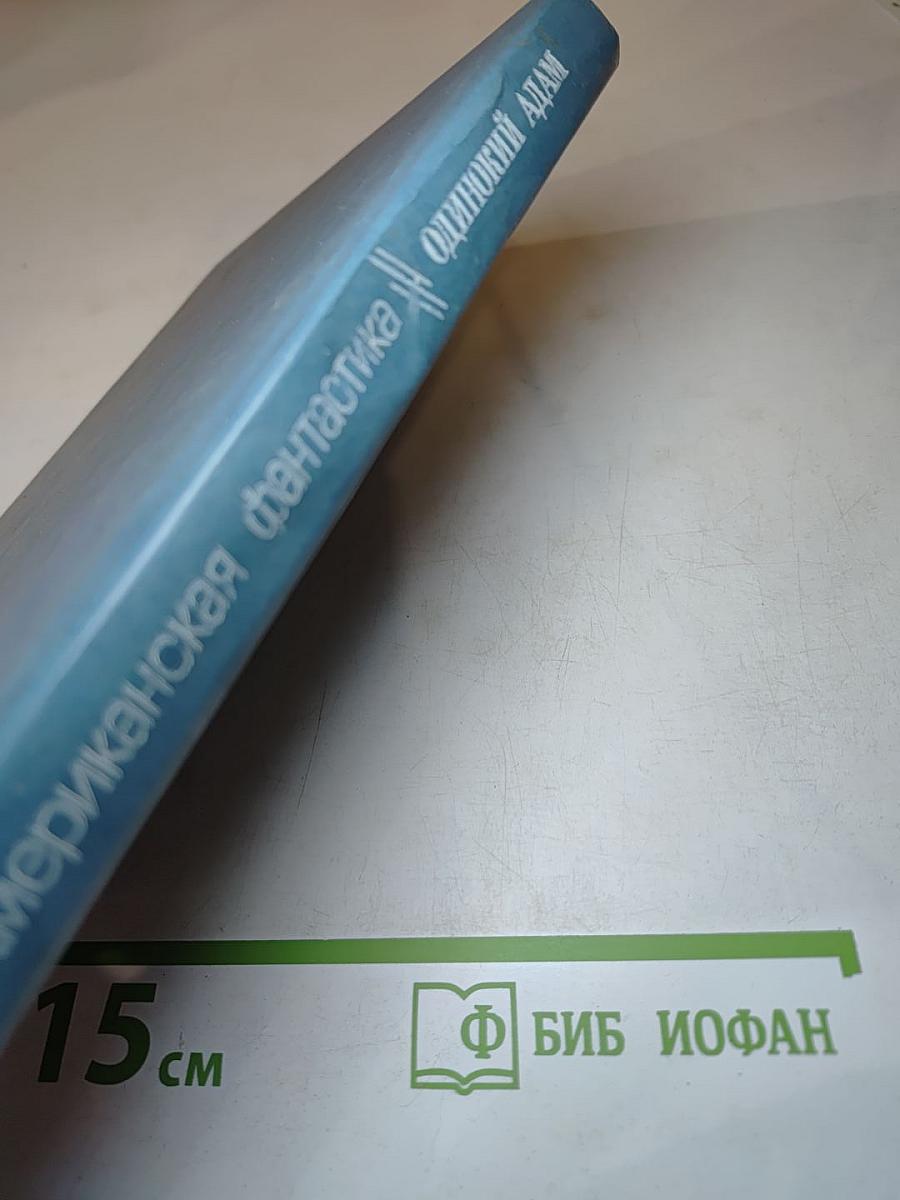 мериканская фантастика ОДИНОКИЙ АДАМ
15 см
Ф БИБ ИОФАН